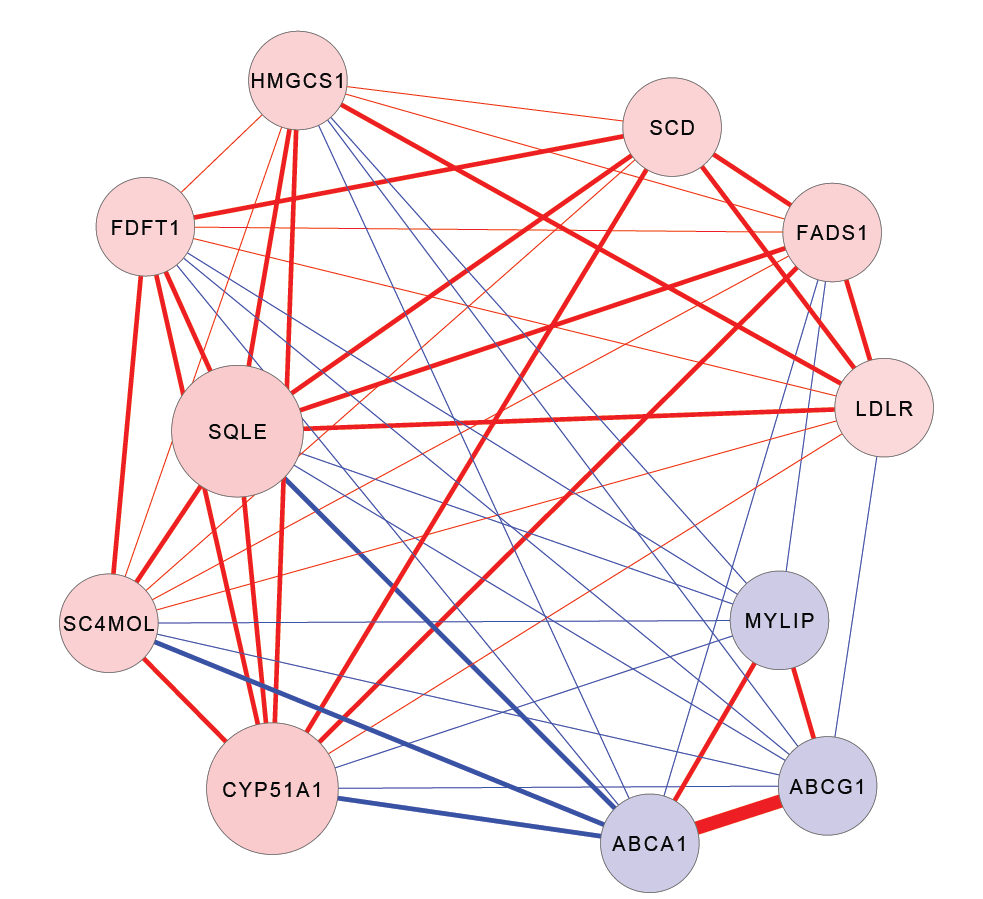 HMGCS1
SCD
FDFT1
FADS1
LDLR
SQLE
SC4MOL
MYLIP
CYP51A1
ABCG1
ABCA1